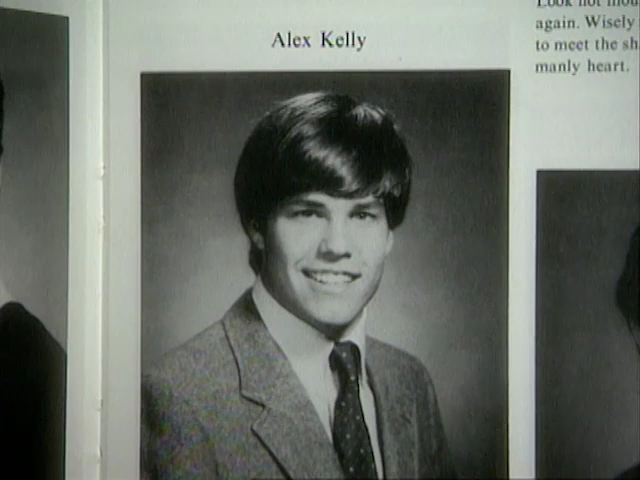 Alex Kelly
again. Wisely
to meet the
manly heart.